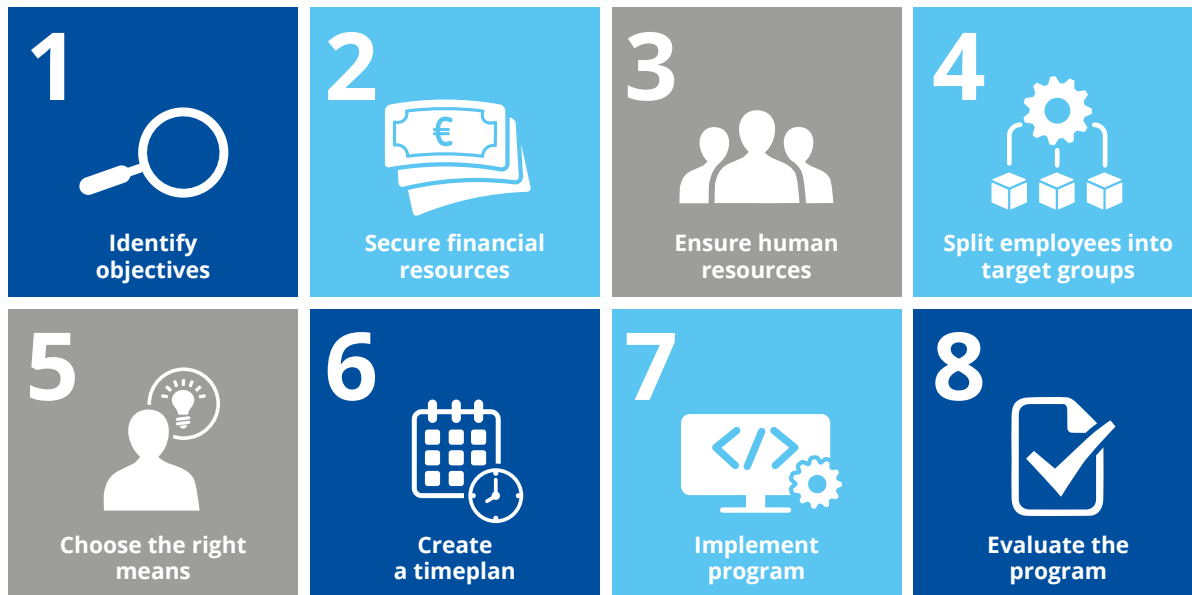 1
Identify
objectives
2
€
Secure financial
resources
3
Ensure human
resources
4
Split employees into
target groups
5
Choose the right
means
6
Create
a timeplan
7
</>
Implement
program
8
Evaluate the
program